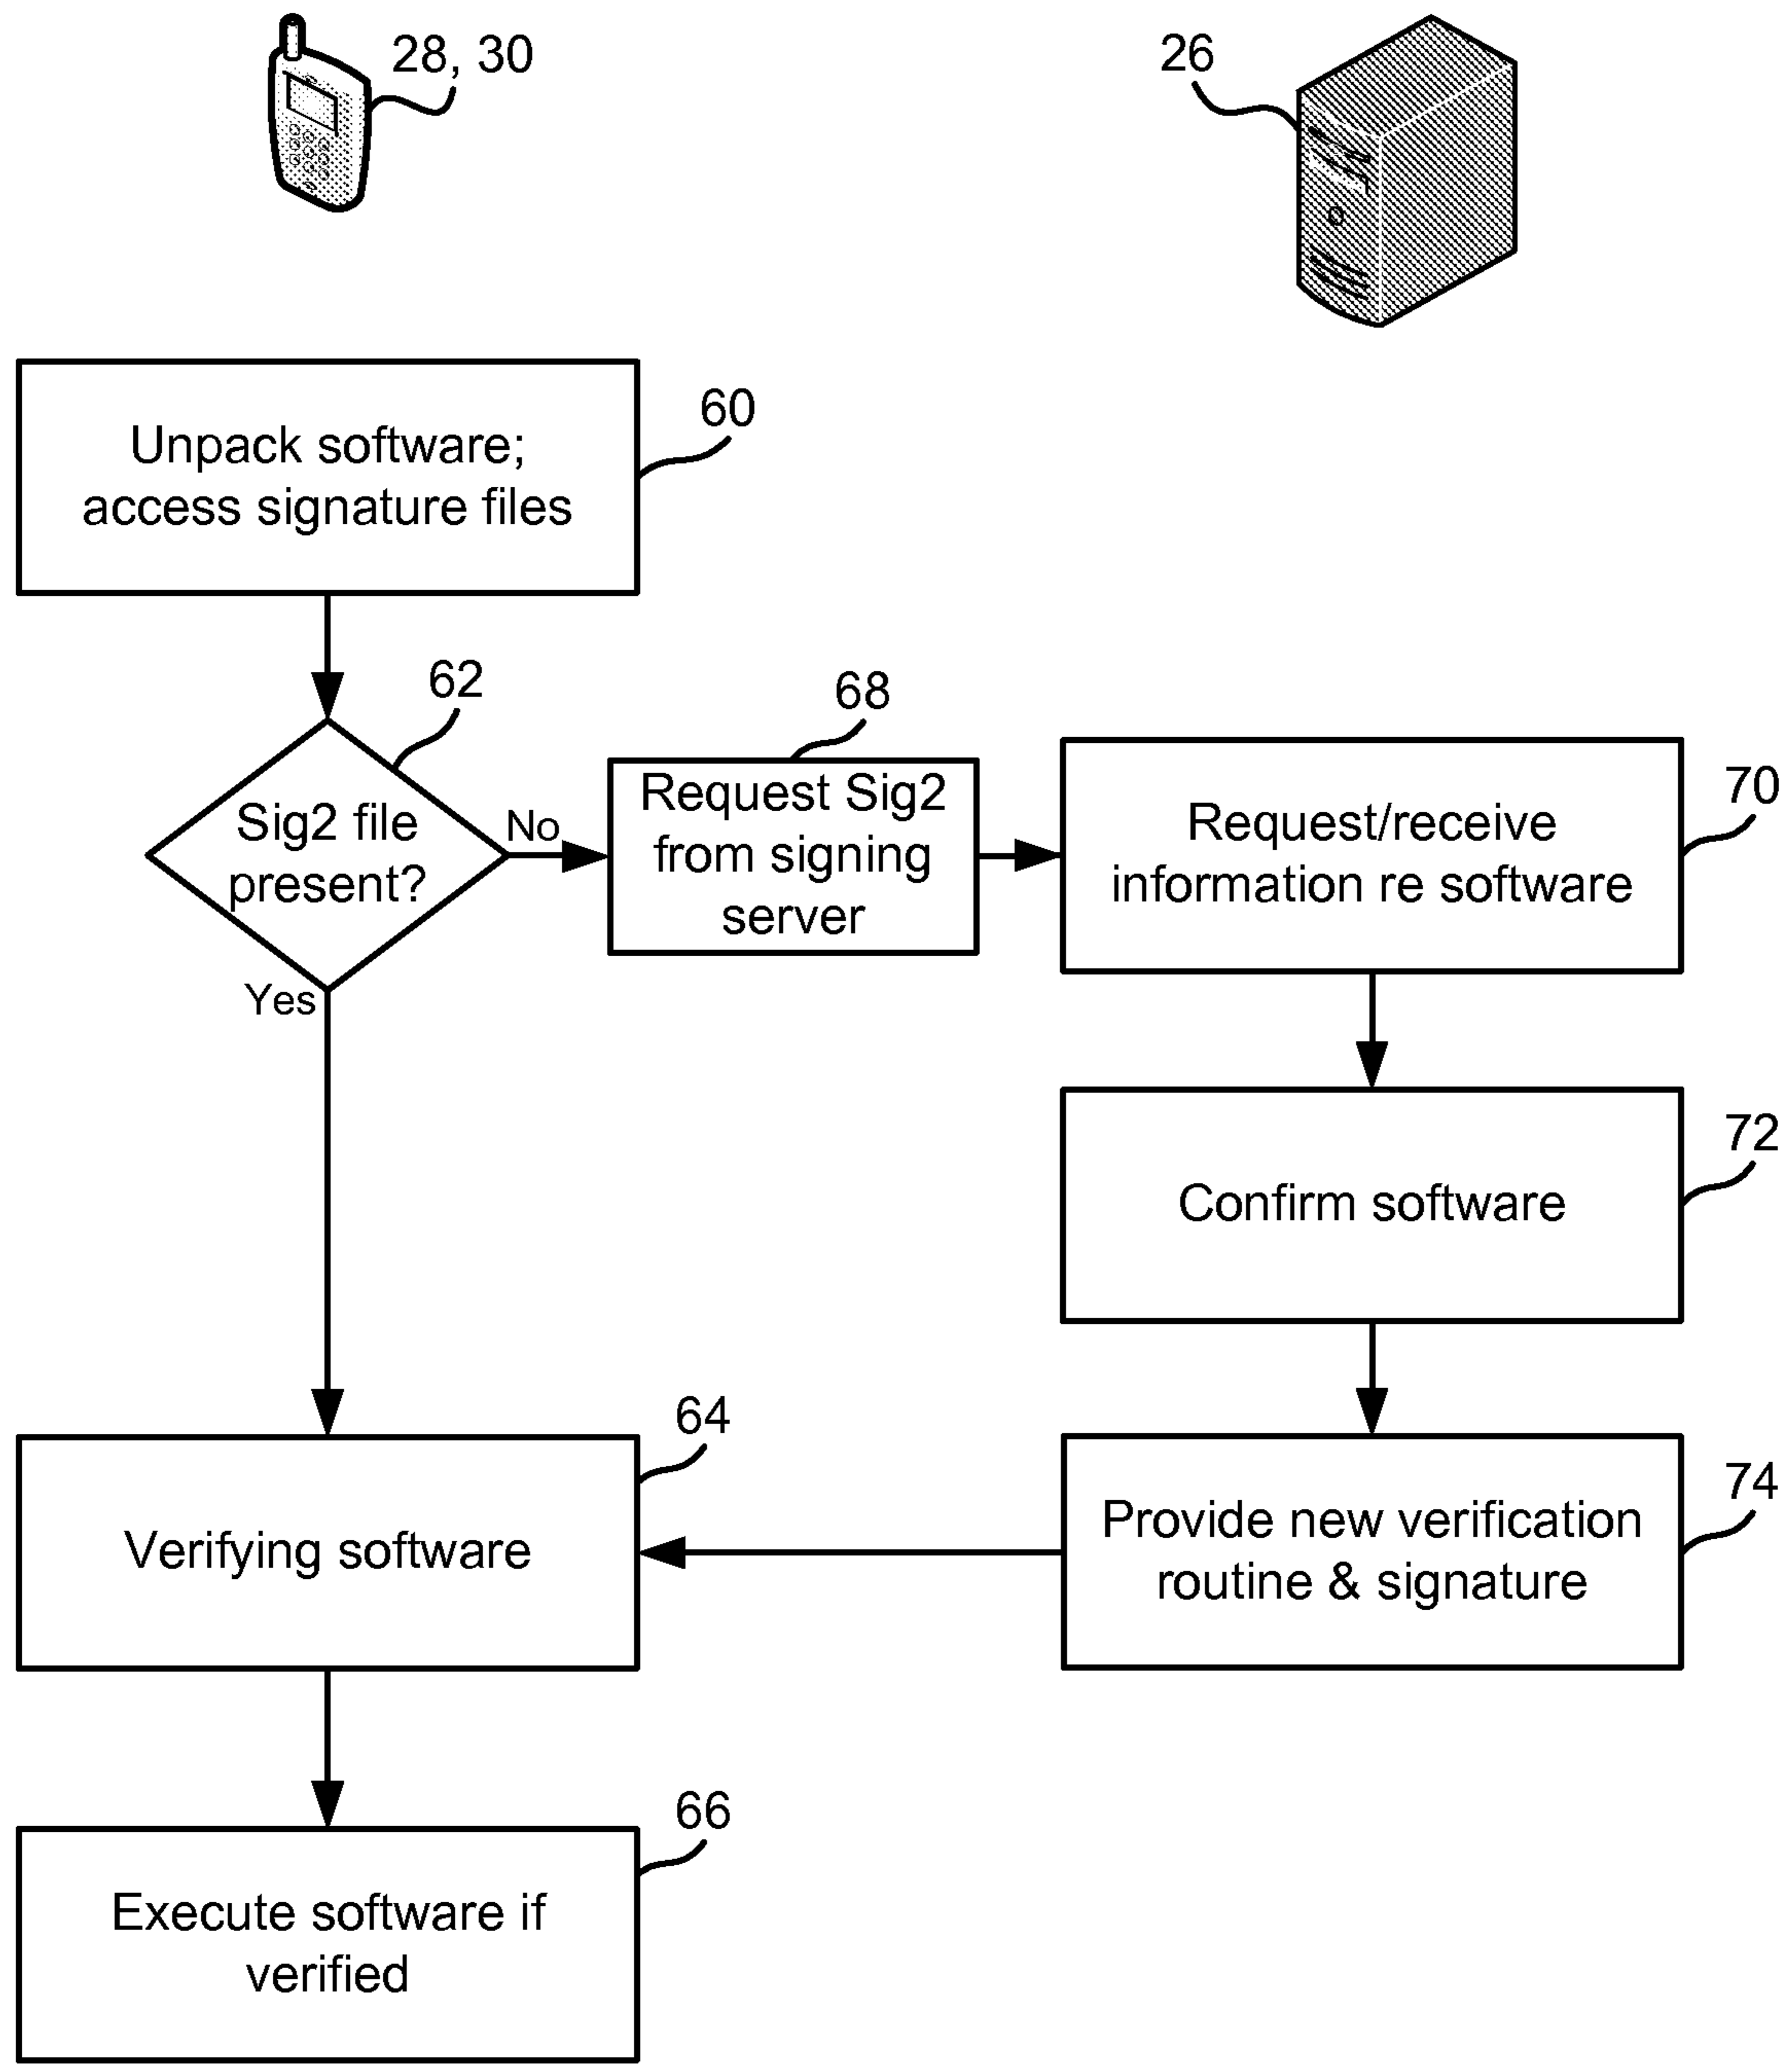 28, 30
26
Unpack software;
access signature files
60
62
Sig2 file
present?
No
Yes
68
Request Sig2
from signing
server
Request/receive
information re software
70
Confirm software
72
Verifying software
64
Provide new verification
routine & signature
74
Execute software if
verified
66